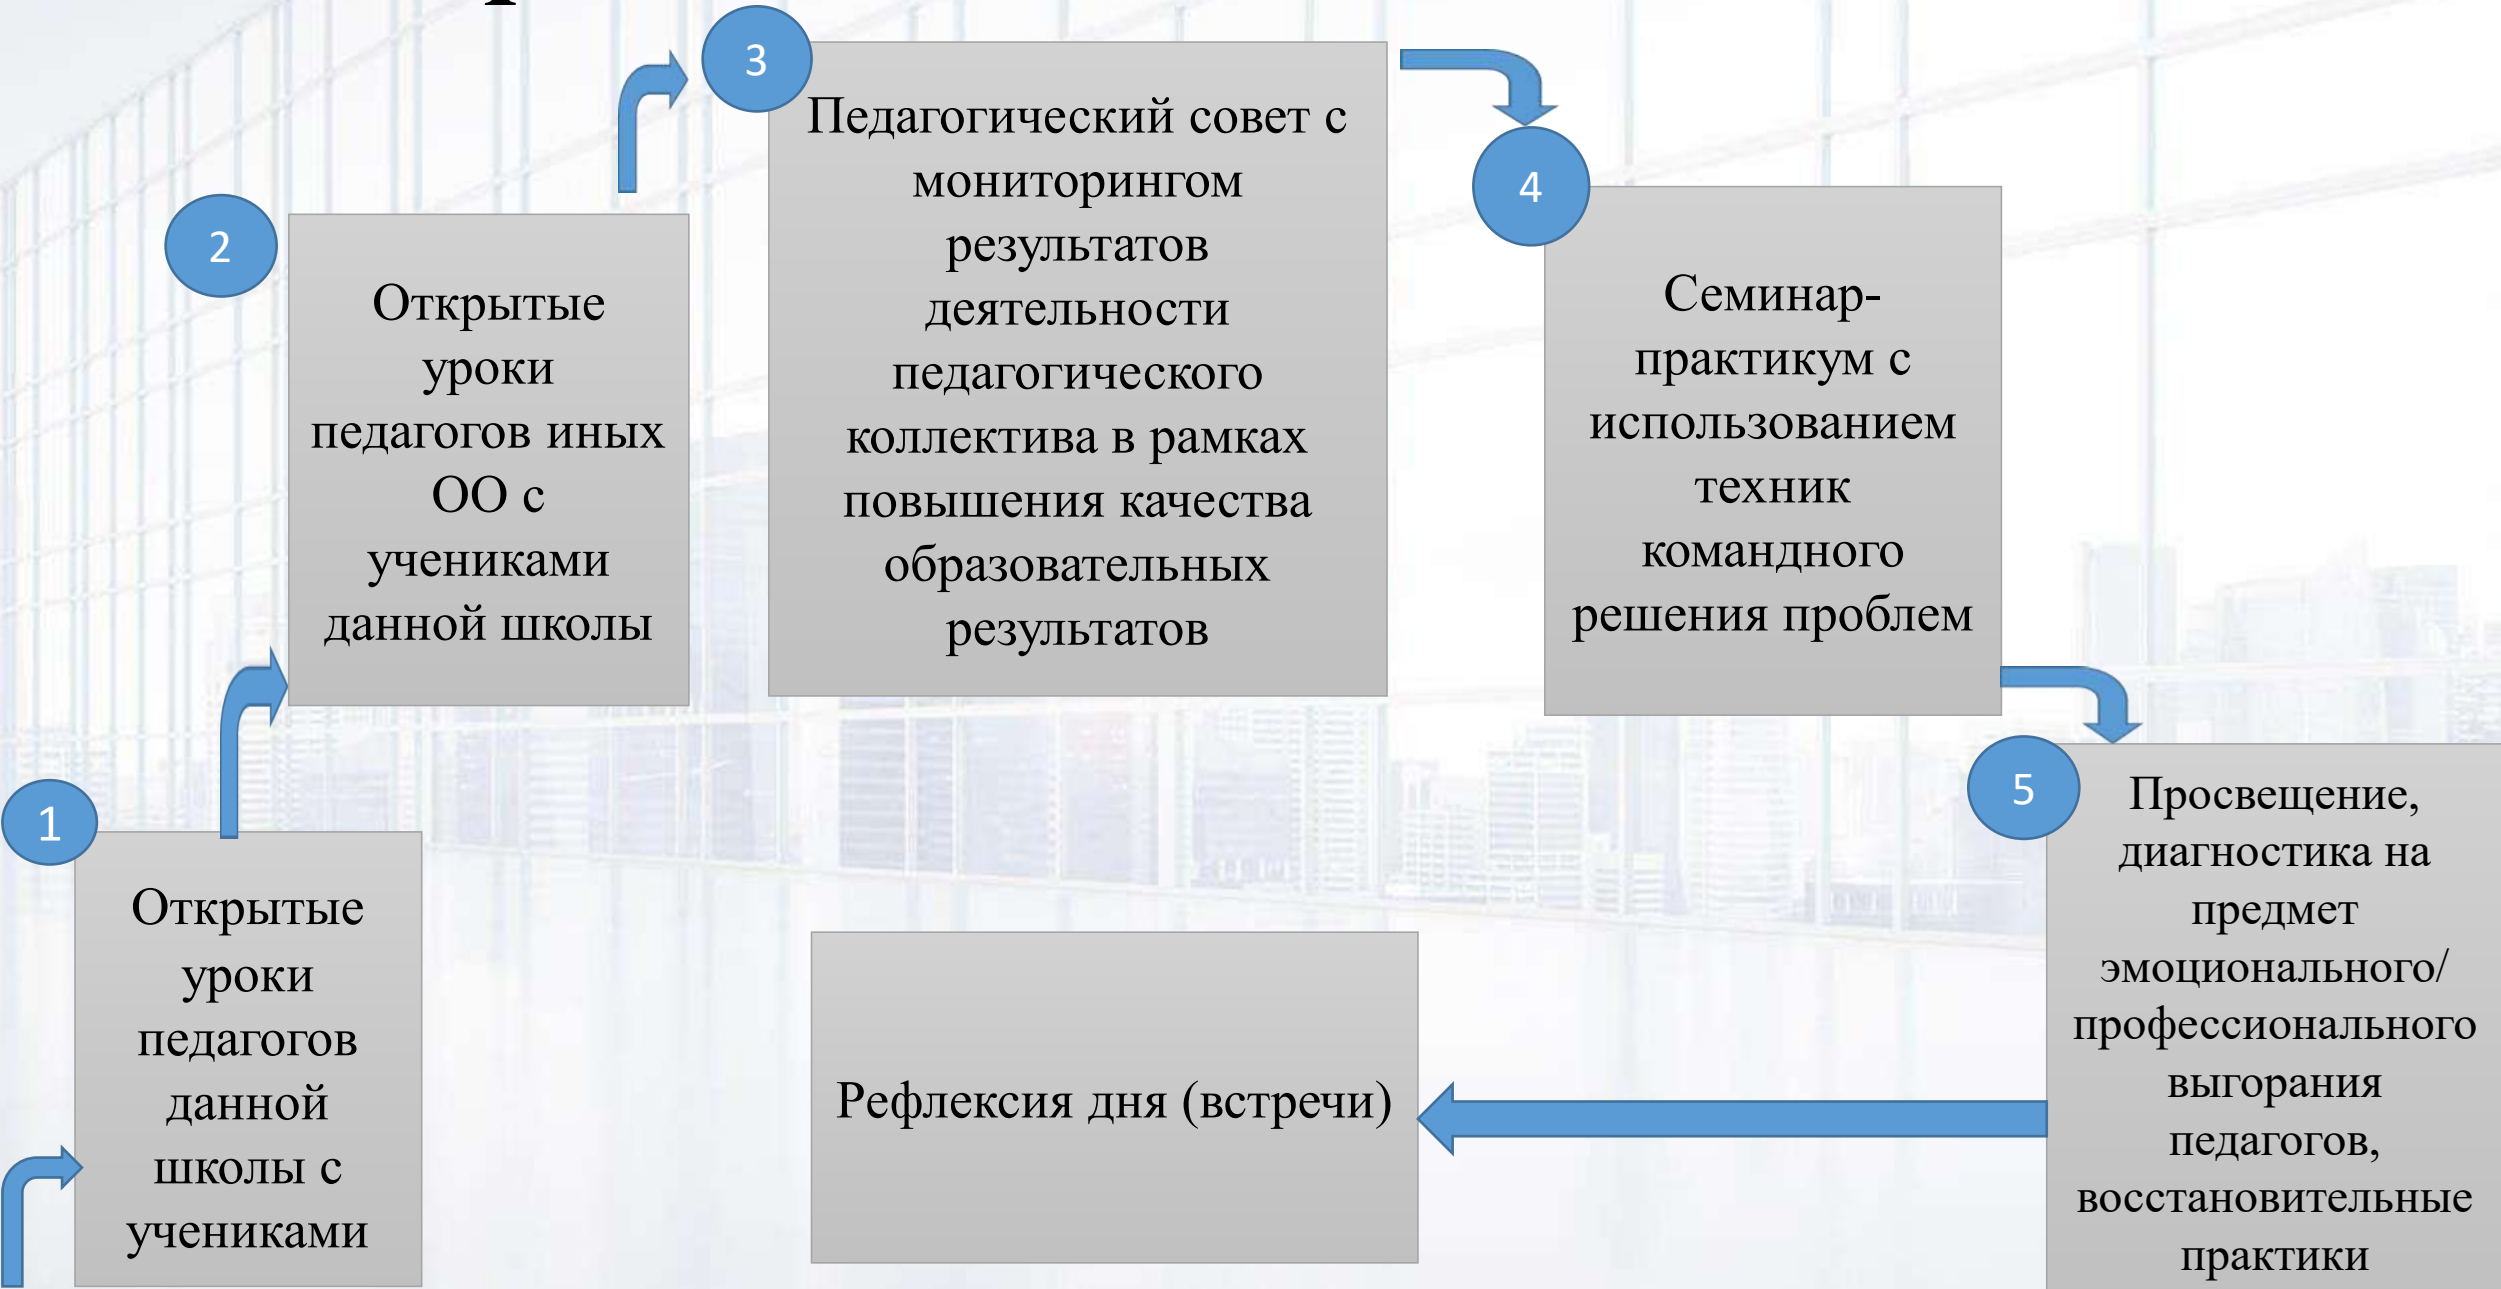 1
Открытые
уроки
педагогов
данной
школы с
учениками
2
Открытые
уроки
педагогов иных
ОО с
учениками
данной школы
3
Педагогический совет с
мониторингом
результатов
деятельности
педагогического
коллектива в рамках
повышения качества
образовательных
результатов
4
Семинар-
практикум с
использованием
техник
командного
решения проблем
5
Просвещение,
диагностика на
предмет
эмоционального/
профессионального
выгорания
педагогов,
восстановительные
практики
Рефлексия дня (встречи)